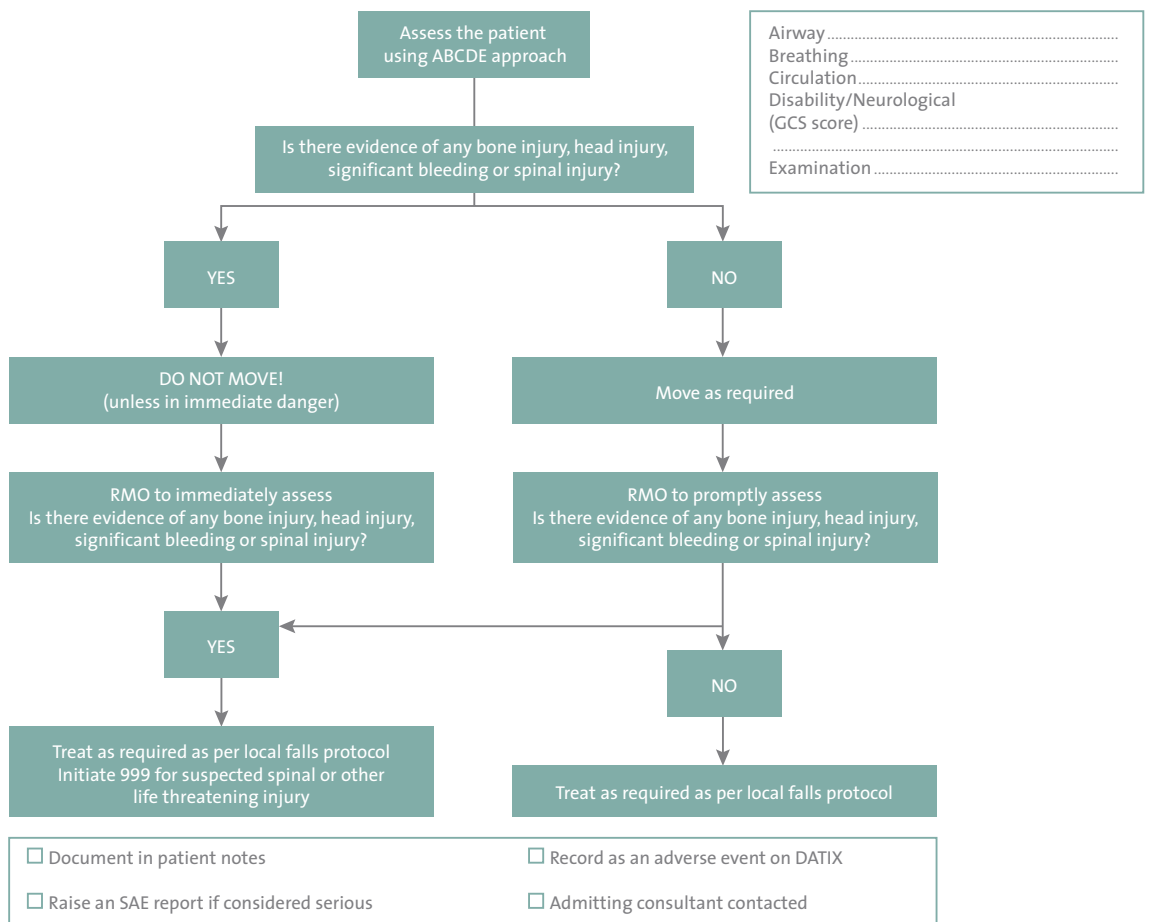 Assess the patient
using ABCDE approach
Airway
Breathing
Circulation
Disability/Neurological
(GCS score)
Examination
Is there evidence of any bone injury, head injury,
significant bleeding or spinal injury?
YES
NO
DO NOT MOVE!
(unless in immediate danger)
Move as required
RMO to immediately assess
Is there evidence of any bone injury, head injury,
significant bleeding or spinal injury?
RMO to promptly assess
Is there evidence of any bone injury, head injury,
significant bleeding or spinal injury?
YES
NO
Treat as required as per local falls protocol
Initiate 999 for suspected spinal or other
life threatening injury
Treat as required as per local falls protocol
Document in patient notes
Record as an adverse event on DATIX
Raise an SAE report if considered serious
Admitting consultant contacted